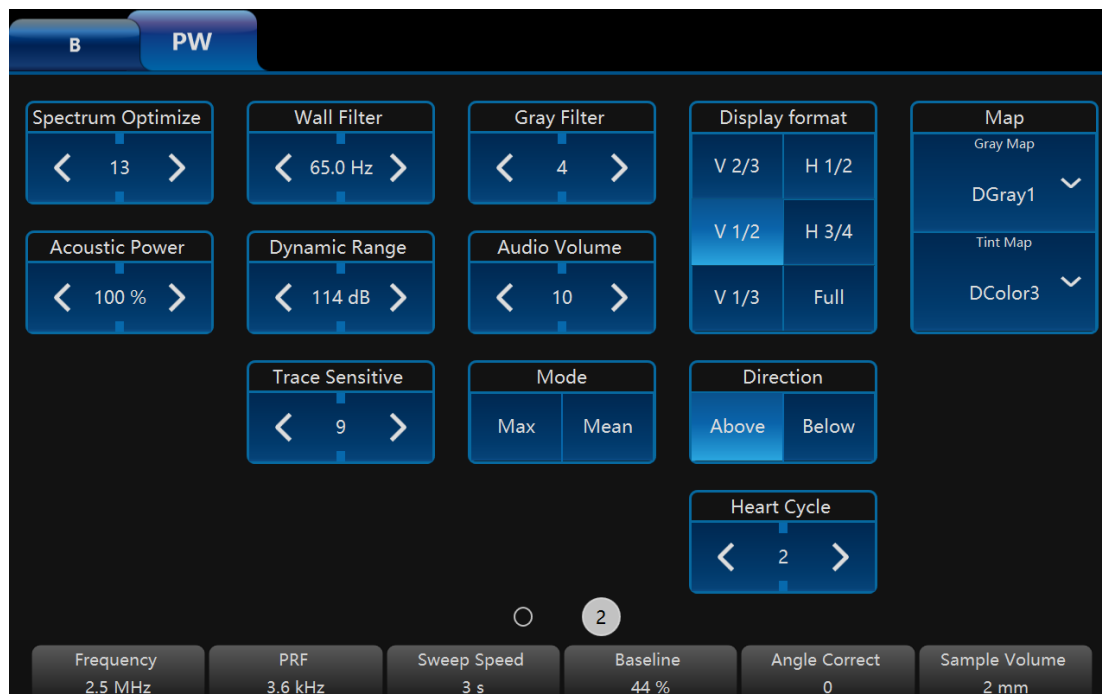 B
PW
Spectrum Optimize
13
Wall Filter
65.0 Hz
Gray Filter
4
Display format
V 2/3
H 1/2
V 1/2
H 3/4
V 1/3
Full
Map
Gray Map
DGray1
Tint Map
DColor3
Acoustic Power
100 %
Dynamic Range
114 dB
Audio Volume
10
Trace Sensitive
9
Mode
Max
Mean
Direction
Above
Below
Heart Cycle
2
2
Frequency
2.5 MHz
PRF
3.6 kHz
Sweep Speed
3 s
Baseline
44 %
Angle Correct
0
Sample Volume
2 mm